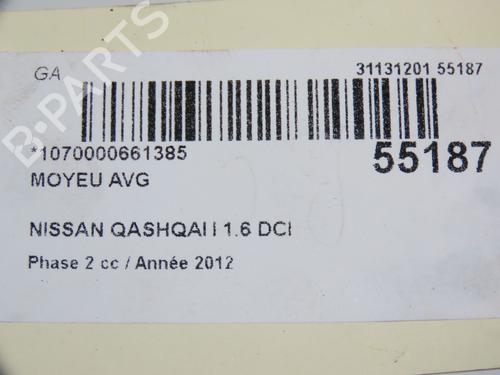 B-PARTS
GA
31131201 55187
*1070000661385
55187
MOYEU AVG
NISSAN QASHQAI I 1.6 DCI
Phase 2 cc / Année 2012